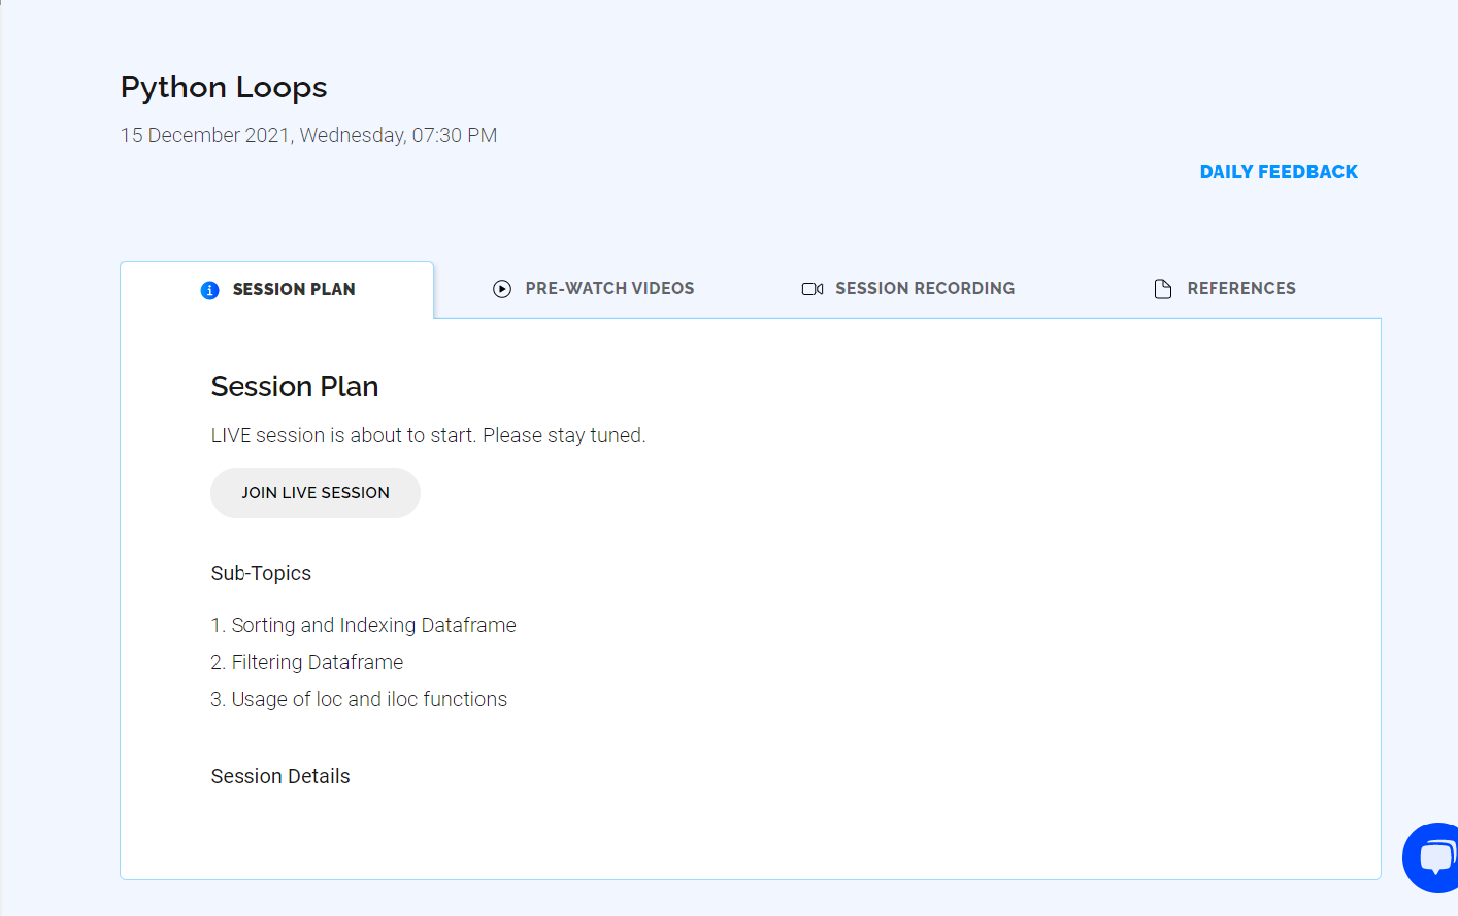 Python Loops
15 December 2021, Wednesday, 07:30 PM
DAILY FEEDBACK
SESSION PLAN
PRE-WATCH VIDEOS
SESSION RECORDING
REFERENCES
Session Plan
LIVE session is about to start. Please stay tuned.
JOIN LIVE SESSION
Sub-Topics
1. Sorting and Indexing Dataframe
2. Filtering Dataframe
3. Usage of loc and iloc functions
Session Details